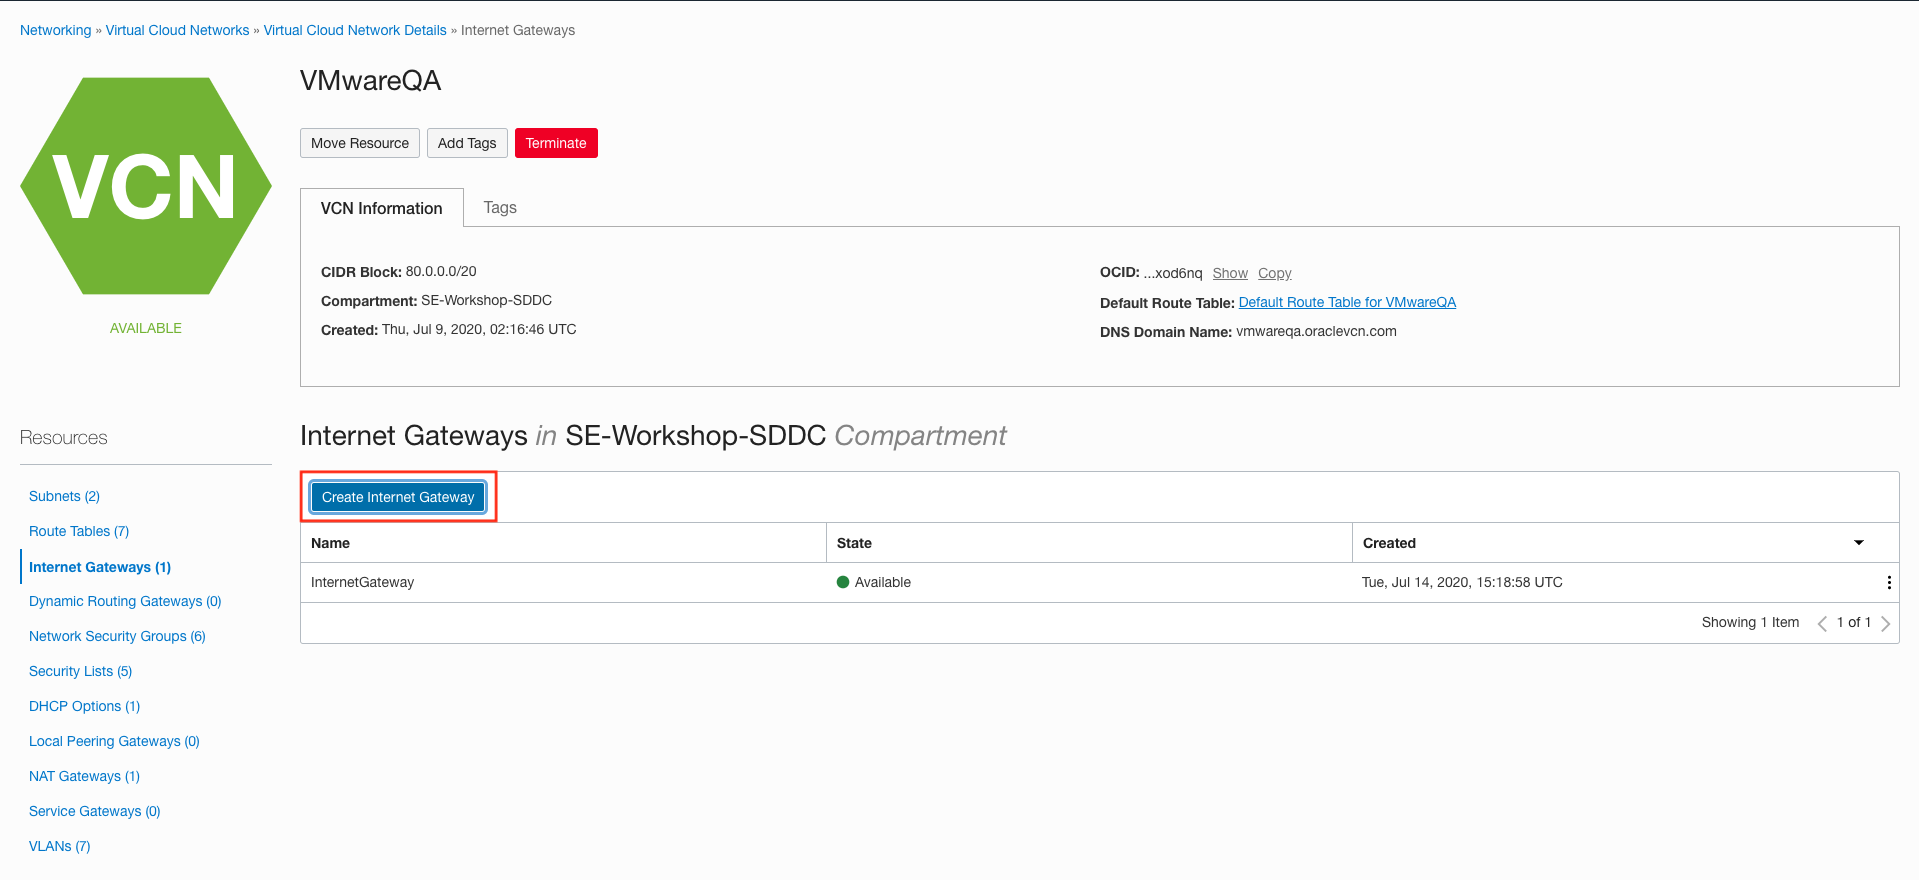 Networking » Virtual Cloud Networks » Virtual Cloud Network Details » Internet Gateways
VCN
AVAILABLE
VMwareQA
Move Resource Add Tags Terminate
VCN Information Tags
CIDR Block: 80.0.0.0/20
Compartment: SE-Workshop-SDDC
Created: Thu, Jul 9, 2020, 02:16:46 UTC
OCID: ...xod6nq Show Copy
Default Route Table: Default Route Table for VMwareQA
DNS Domain Name: vmwareqa.oraclevcn.com
Resources
Subnets (2)
Route Tables (7)
Internet Gateways (1)
Dynamic Routing Gateways (0)
Network Security Groups (6)
Security Lists (5)
DHCP Options (1)
Local Peering Gateways (0)
NAT Gateways (1)
Service Gateways (0)
VLANs (7)
Internet Gateways in SE-Workshop-SDDC Compartment
Create Internet Gateway
Name State Created
InternetGateway Available Tue, Jul 14, 2020, 15:18:58 UTC
Showing 1 Item 1 of 1